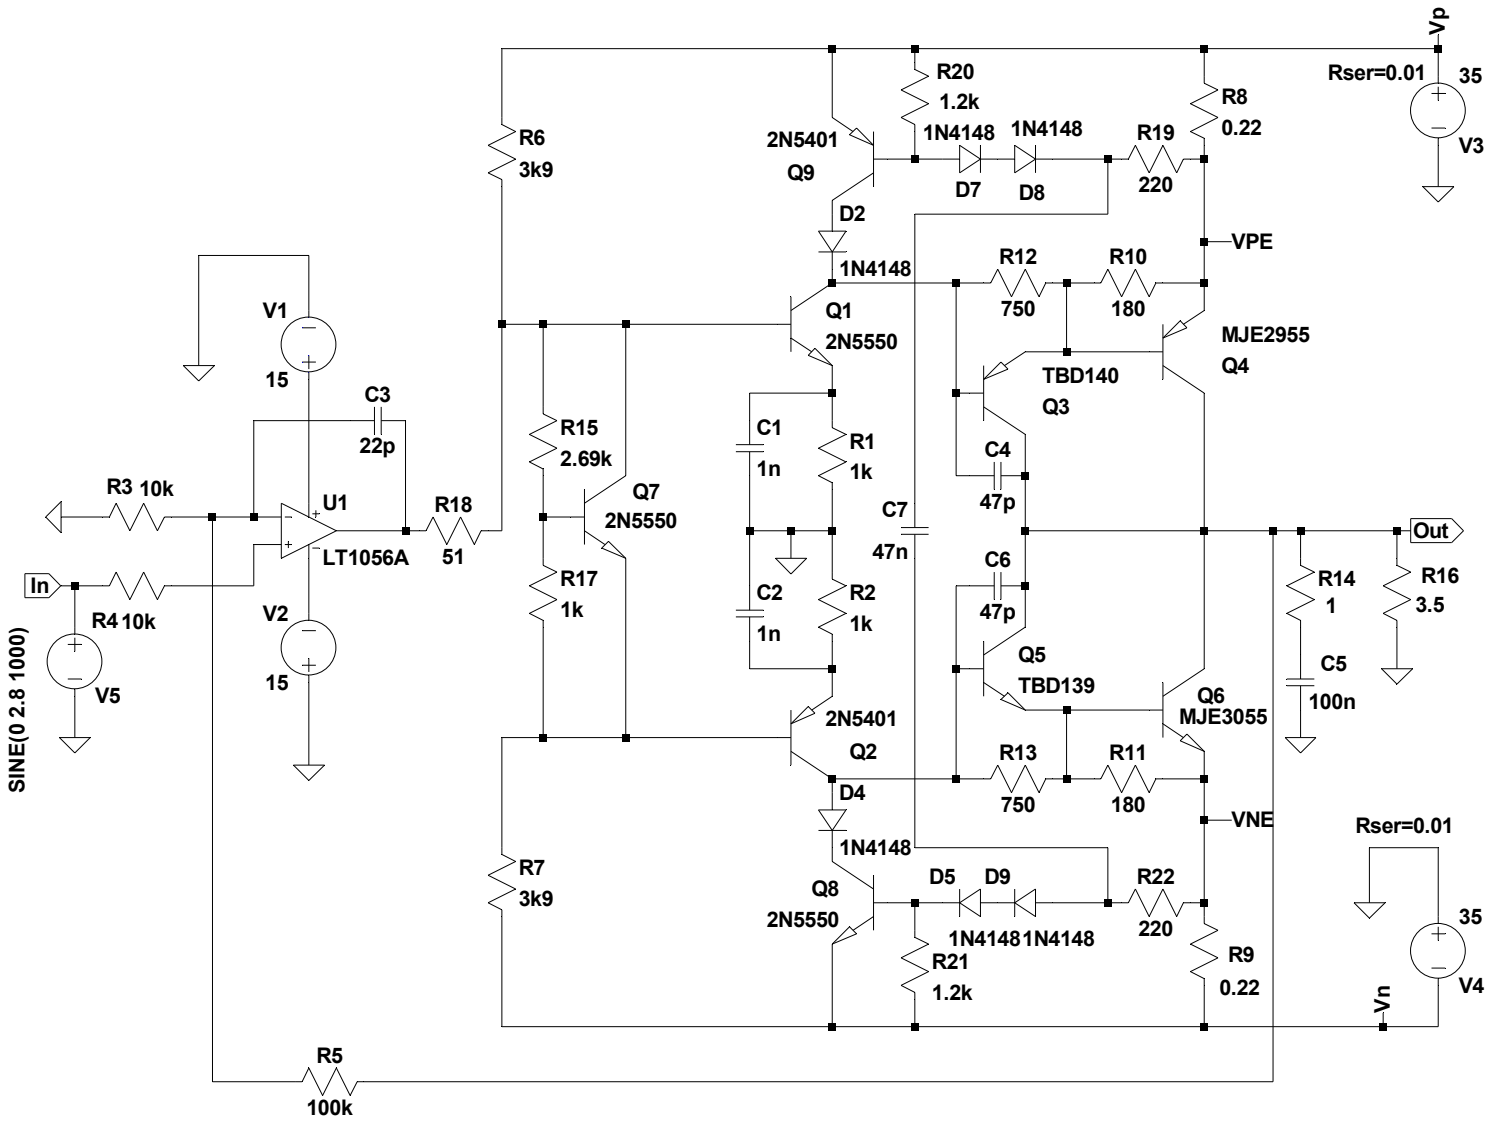 Vp
Rser=0.01
35
V3
R20
1.2k
R8
0.22
R6
3k9
2N5401
Q9
1N4148
1N4148
R19
220
D7
D8
D2
1N4148
VPE
R12
750
R10
180
V1
15
Q1
2N5550
MJE2955
Q4
TBD140
Q3
C3
22p
R15
2.69k
C1
1n
R1
1k
C4
47p
R3 10k
U1
+
LT1056A
R18
51
Q7
2N5550
C7
47n
Out
In
R4 10k
V2
15
R17
1k
C2
1n
R2
1k
C6
47p
R14
1
R16
3.5
SINE(0 2.8 1000)
V5
Q5
TBD139
C5
100n
Q6
MJE3055
2N5401
Q2
R13
750
R11
180
D4
1N4148
VNE
Rser=0.01
R7
3k9
Q8
2N5550
D5
D9
R22
220
1N4148 1N4148
R21
1.2k
R9
0.22
35
V4
Vn
R5
100k